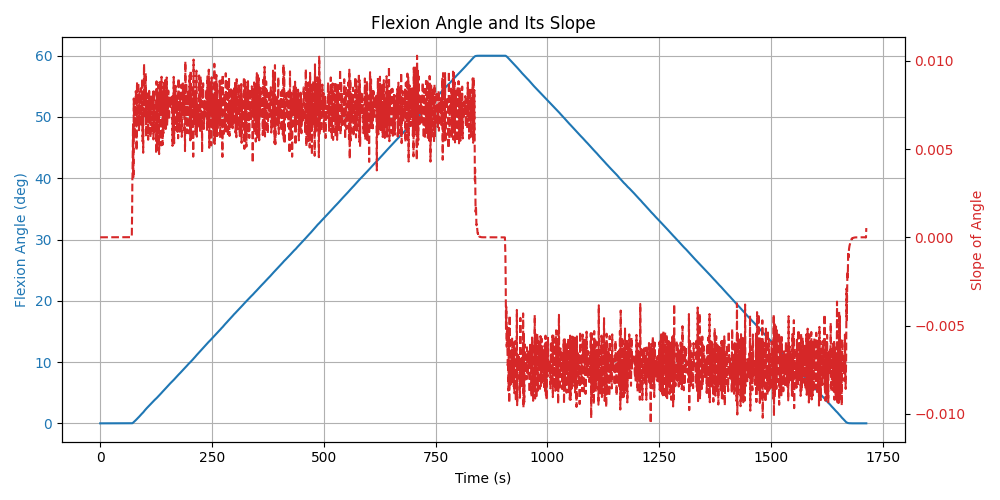 Flexion Angle and Its Slope
Flexion Angle (deg)
60
50
40
30
20
10
0
0.010
0.005
0.000
−0.005
−0.010
Slope of Angle
0 250 500 750 1000 1250 1500 1750
Time (s)